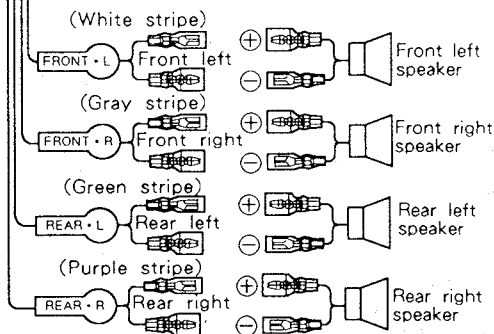 (White stripe)
FRONT • L
Front left
⊕
⊖
Front left
speaker
(Gray stripe)
FRONT • R
Front right
⊕
⊖
Front right
speaker
(Green stripe)
REAR • L
Rear left
⊕
⊖
Rear left
speaker
(Purple stripe)
REAR • R
Rear right
⊕
⊖
Rear right
speaker